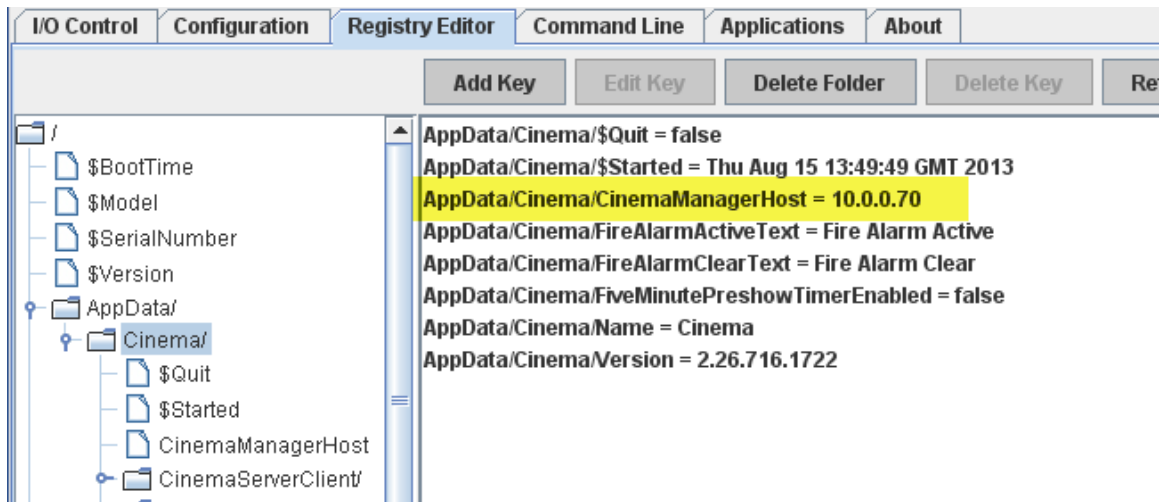 I/O Control Configuration Registry Editor Command Line Applications About
Add Key Edit Key Delete Folder Delete Key
/
$BootTime
$Model
$SerialNumber
$Version
AppData/
Cinema/
$Quit
$Started
CinemaManagerHost
CinemaServerClient/
AppData/Cinema/$Quit = false
AppData/Cinema/$Started = Thu Aug 15 13:49:49 GMT 2013
AppData/Cinema/CinemaManagerHost = 10.0.0.70
AppData/Cinema/FireAlarmActiveText = Fire Alarm Active
AppData/Cinema/FireAlarmClearText = Fire Alarm Clear
AppData/Cinema/FiveMinutePreshowTimerEnabled = false
AppData/Cinema/Name = Cinema
AppData/Cinema/Version = 2.26.716.1722